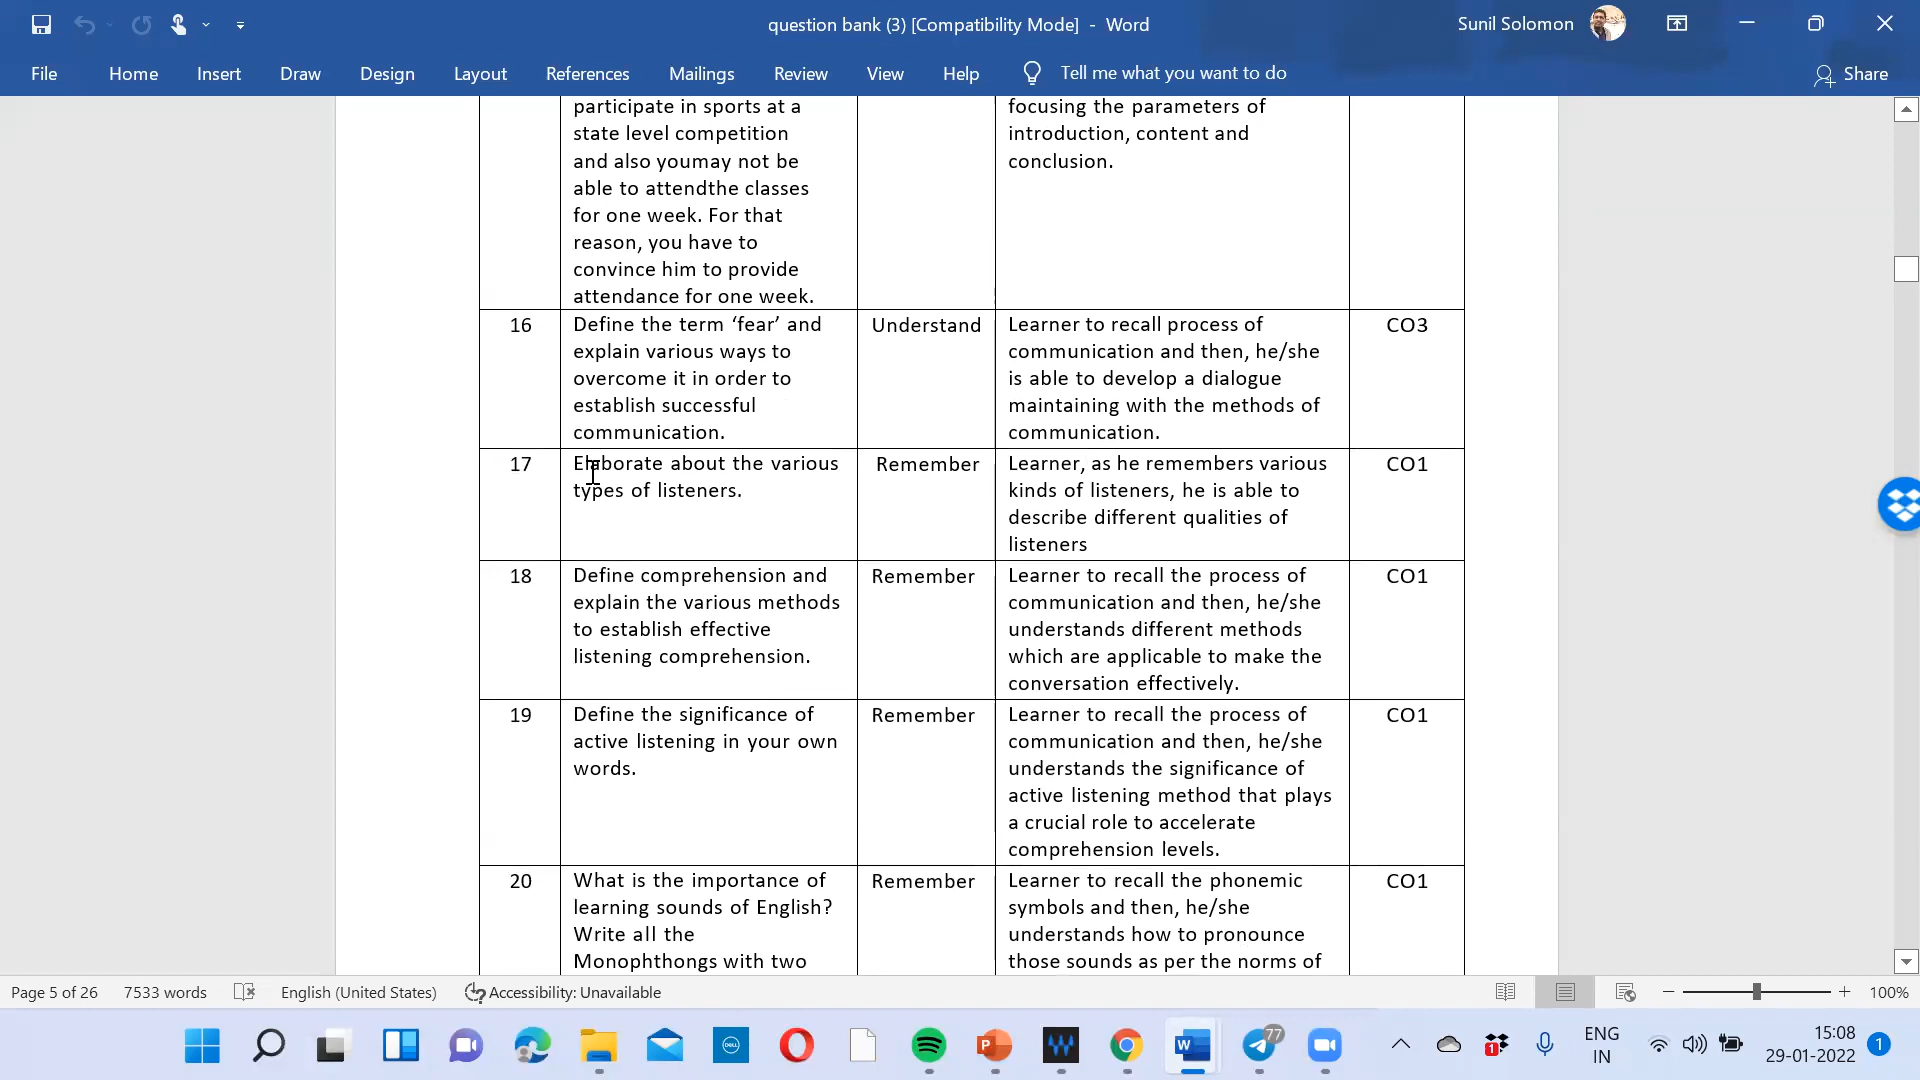 question bank (3) [Compatibility Mode] - Word
Sunil Solomon
File Home Insert Draw Design Layout References Mailings Review View Help Tell me what you want to do Share
participate in sports at a
state level competition
and also youmay not be
able to attendthe classes
for one week. For that
reason, you have to
convince him to provide
attendance for one week.
focusing the parameters of
introduction, content and
conclusion.
16
Define the term ‘fear’ and
explain various ways to
overcome it in order to
establish successful
communication.
Understand
Learner to recall process of
communication and then, he/she
is able to develop a dialogue
maintaining with the methods of
communication.
CO3
17
Elaborate about the various
types of listeners.
Remember
Learner, as he remembers various
kinds of listeners, he is able to
describe different qualities of
listeners
CO1
18
Define comprehension and
explain the various methods
to establish effective
listening comprehension.
Remember
Learner to recall the process of
communication and then, he/she
understands different methods
which are applicable to make the
conversation effectively.
CO1
19
Define the significance of
active listening in your own
words.
Remember
Learner to recall the process of
communication and then, he/she
understands the significance of
active listening method that plays
a crucial role to accelerate
comprehension levels.
CO1
20
What is the importance of
learning sounds of English?
Write all the
Monophthongs with two
Remember
Learner to recall the phonemic
symbols and then, he/she
understands how to pronounce
those sounds as per the norms of
CO1
Page 5 of 26 7533 words English (United States) Accessibility: Unavailable 100%
DELL
P
W
77
1
ENG
IN
15:08
29-01-2022
1